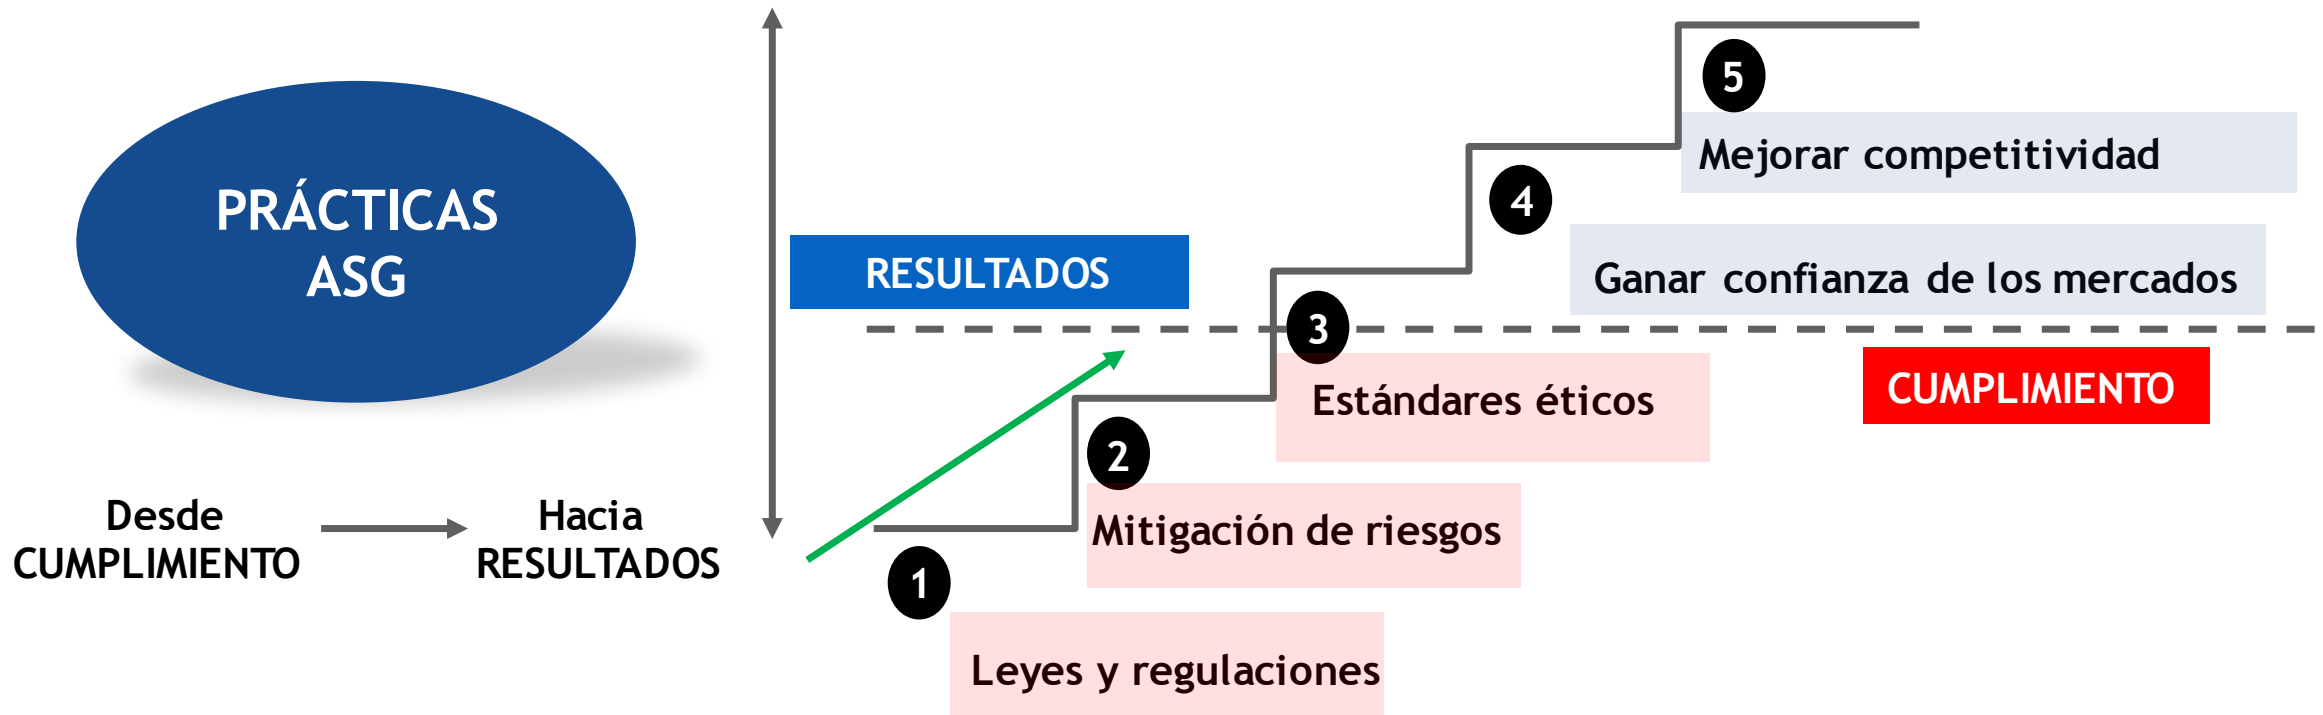 PRÁCTICAS
ASG
Desde
CUMPLIMIENTO
Hacia
RESULTADOS
RESULTADOS
5
Mejorar competitividad
4
Ganar confianza de los mercados
3
Estándares éticos
CUMPLIMIENTO
2
Mitigación de riesgos
1
Leyes y regulaciones